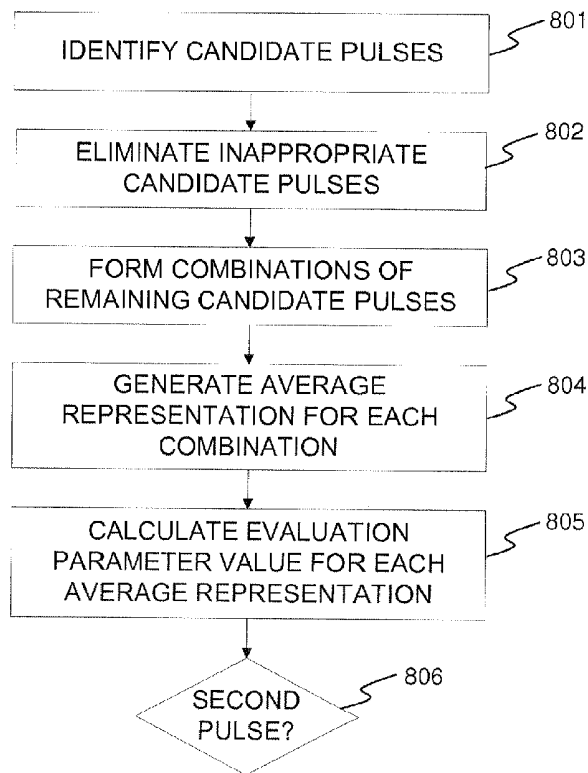 IDENTIFY CANDIDATE PULSES
801
ELIMINATE INAPPROPRIATE
CANDIDATE PULSES
802
FORM COMBINATIONS OF
REMAINING CANDIDATE PULSES
803
GENERATE AVERAGE
REPRESENTATION FOR EACH
COMBINATION
804
CALCULATE EVALUATION
PARAMETER VALUE FOR EACH
AVERAGE REPRESENTATION
805
SECOND
PULSE?
806